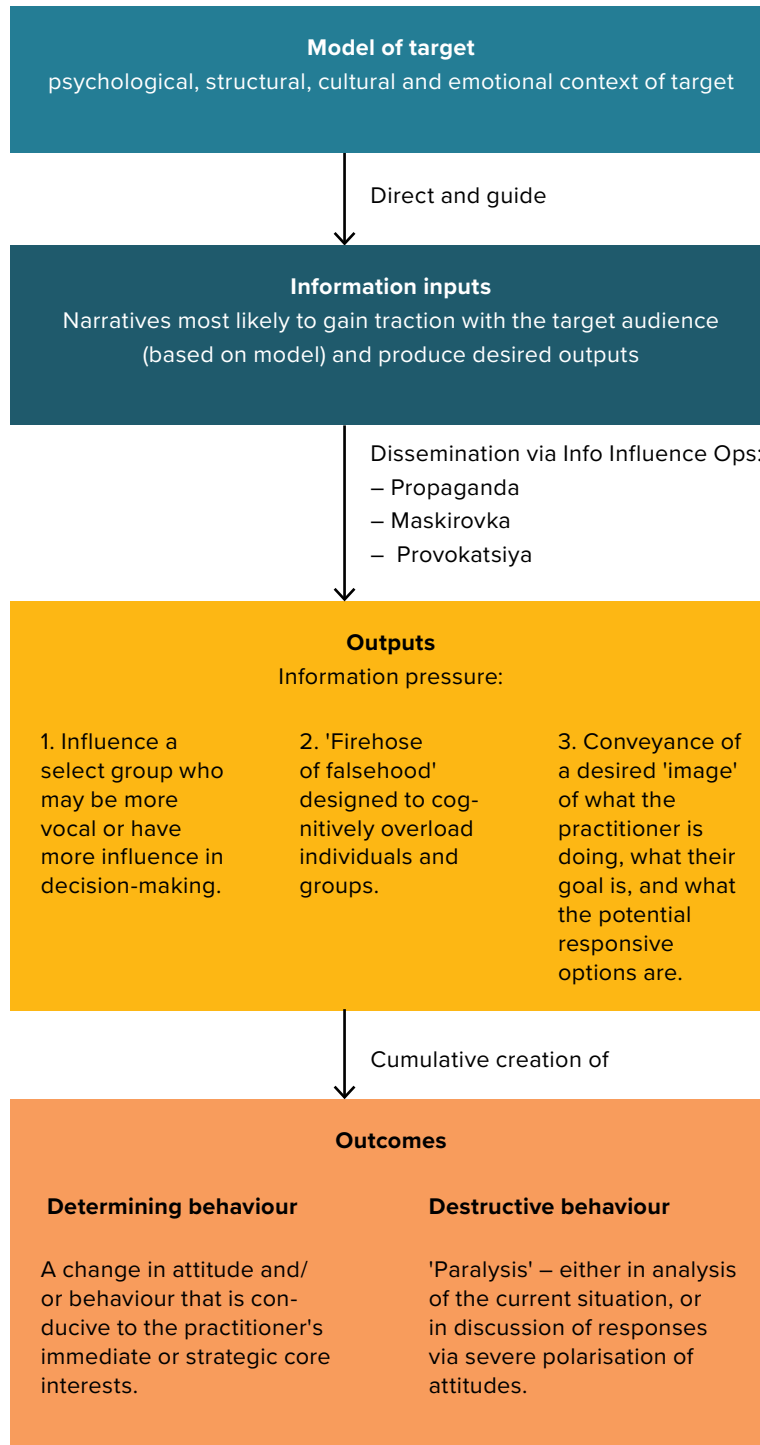 Model of target
psychological, structural, cultural and emotional context of target
Direct and guide
Information inputs
Narratives most likely to gain traction with the target audience
(based on model) and produce desired outputs
Dissemination via Info Influence Ops:
– Propaganda
– Maskirovka
– Provokatsiya
Outputs
Information pressure:
1. Influence a
select group who
may be more
vocal or have
more influence in
decision-making.
2. 'Firehose
of falsehood'
designed to cog-
nitively overload
individuals and
groups.
3. Conveyance of
a desired 'image'
of what the
practitioner is
doing, what their
goal is, and what
the potential
responsive
options are.
Cumulative creation of
Outcomes
Determining behaviour
A change in attitude and/
or behaviour that is con-
ducive to the practitioner's
immediate or strategic core
interests.
Destructive behaviour
'Paralysis' – either in analysis
of the current situation, or
in discussion of responses
via severe polarisation of
attitudes.